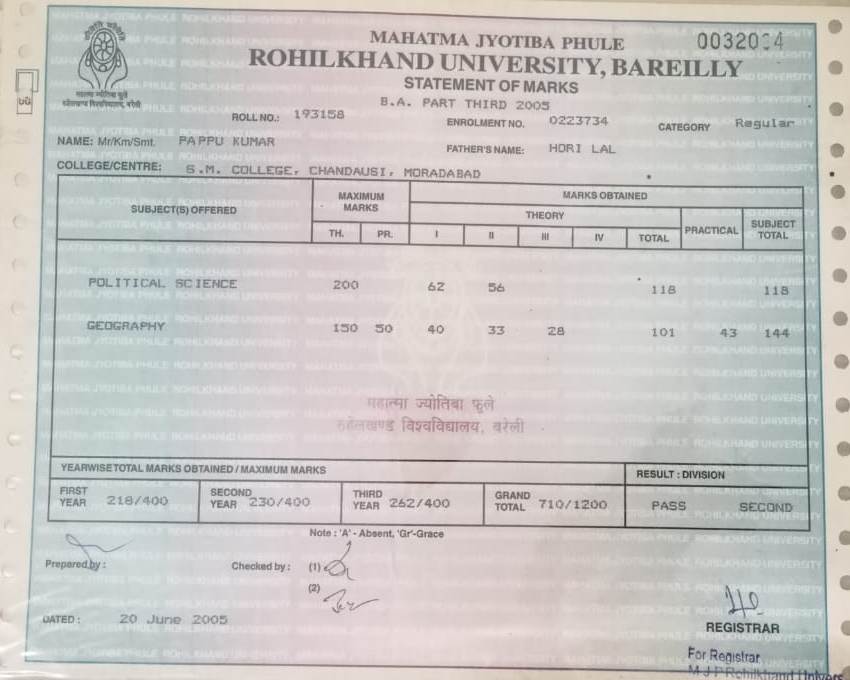 MAHATMA JYOTIBA PHULE
ROHILKHAND UNIVERSITY, BAREILLY
STATEMENT OF MARKS
B.A. PART THIRD 2005
महात्मा ज्योतिबा फुले
रुहेलखण्ड विश्वविद्यालय, बरेली
ROLL NO.: 193158 ENROLMENT NO. 0223734 CATEGORY Regular
NAME: Mr/Km/Smt. PAPPU KUMAR FATHER'S NAME: HORI LAL
COLLEGE/CENTRE: S.M. COLLEGE, CHANDAUSI, MORADABAD
SUBJECT(S) OFFERED MAXIMUM MARKS MARKS OBTAINED
THEORY PRACTICAL SUBJECT TOTAL
TH. PR. I II III IV TOTAL
POLITICAL SCIENCE 200 62 56 118 118
GEOGRAPHY 150 50 40 33 28 101 43 144
महात्मा ज्योतिबा फुले
रुहेलखण्ड विश्वविद्यालय, बरेली
YEARWISE TOTAL MARKS OBTAINED / MAXIMUM MARKS RESULT : DIVISION
FIRST YEAR 218/400 SECOND YEAR 230/400 THIRD YEAR 262/400 GRAND TOTAL 710/1200 PASS SECOND
Note : 'A' - Absent, 'Gr'-Grace
Prepared by : Checked by : (1)
(2)
DATED : 20 June 2005
REGISTRAR
For Registrar
M J P Rohilkhand